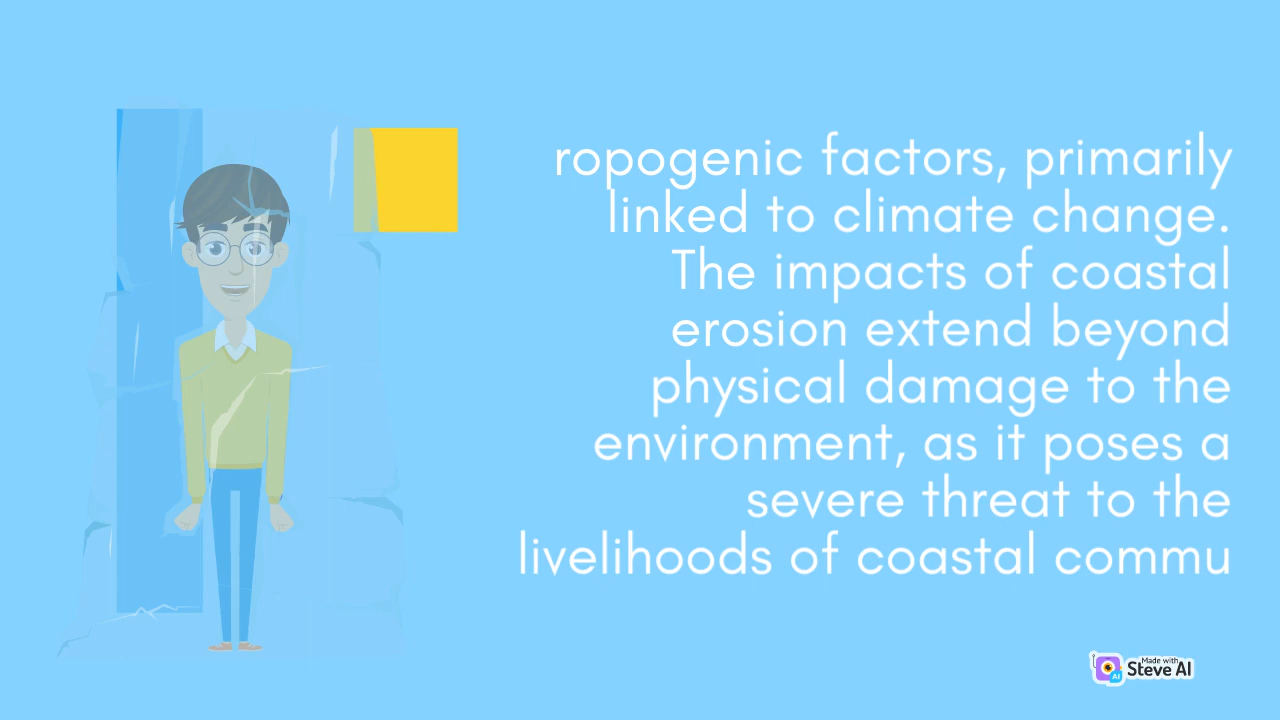 ropogenic factors, primarily
linked to climate change.
The impacts of coastal
erosion extend beyond
physical damage to the
environment, as it poses a
severe threat to the
livelihoods of coastal commu
Made with
Steve AI
AI